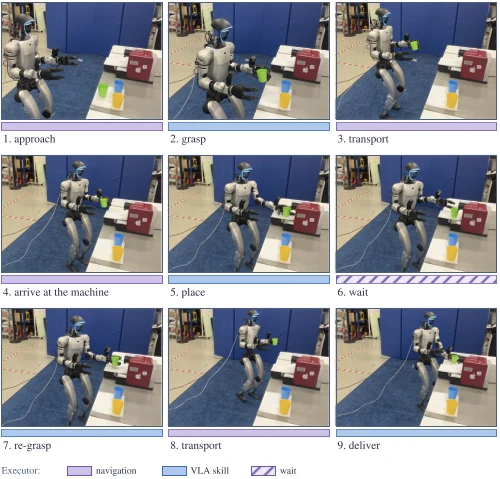 1. approach
2. grasp
3. transport
4. arrive at the machine
5. place
6. wait
7. re-grasp
8. transport
9. deliver
Executor: navigation VLA skill wait